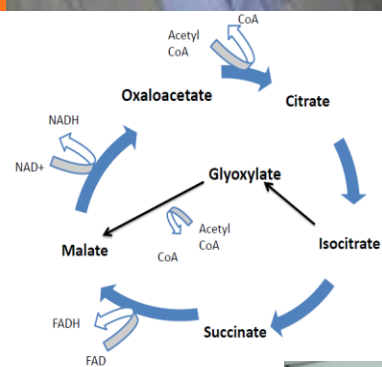 CoA
Acetyl
CoA
Oxaloacetate
Citrate
NADH
NAD+
Glyoxylate
Acetyl
CoA
CoA
Malate
Isocitrate
FADH
Succinate
FAD